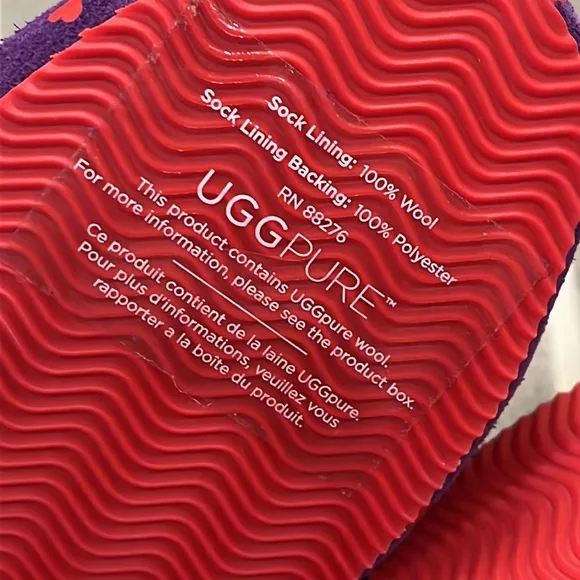 Sock Lining: 100% Wool
Sock Lining Backing: 100% Polyester
RN 88276
UGGPURE™
This product contains UGGpure wool.
For more information, please see the product box.
Ce produit contient de la laine UGGpure.
Pour plus d'informations, veuillez vous
rapporter a la boîte du produit.